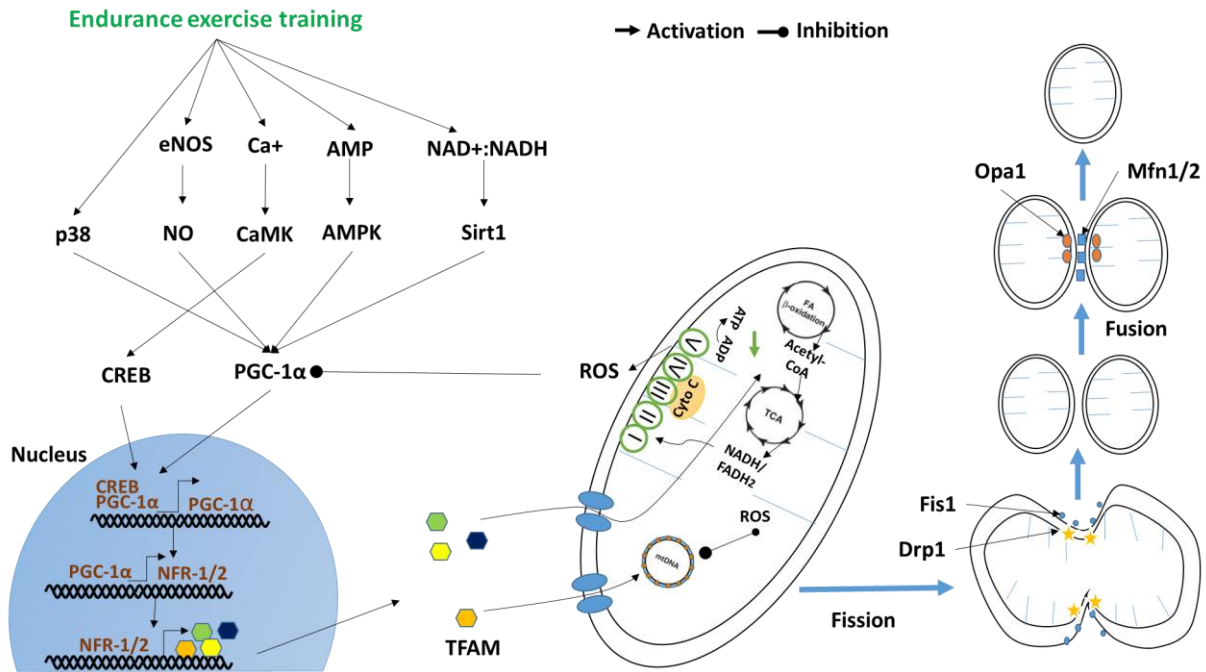 Endurance exercise training
Activation
Inhibition
eNOS
Ca+
AMP
NAD+:NADH
p38
NO
CaMK
AMPK
Sirt1
CREB
PGC-1α
ROS
Nucleus
CREB
PGC-1α
PGC-1α
PGC-1α
NFR-1/2
NFR-1/2
TFAM
FA
β-oxidation
ATP
ADP
Acetyl-
CoA
TCA
NADH/
FADH2
V
IV
III
II
I
Cyto C
ROS
mtDNA
Fission
Opa1
Mfn1/2
Fusion
Fis1
Drp1